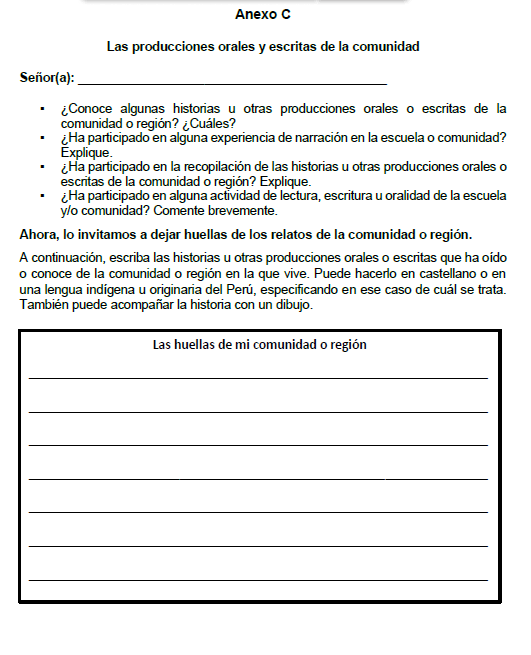 Anexo C
Las producciones orales y escritas de la comunidad
Señor(a): ___________________________________________
▪ ¿Conoce algunas historias u otras producciones orales o escritas de la
comunidad o región? ¿Cuáles?
▪ ¿Ha participado en alguna experiencia de narración en la escuela o comunidad?
Explique.
▪ ¿Ha participado en la recopilación de las historias u otras producciones orales o
escritas de la comunidad o región? Explique.
▪ ¿Ha participado en alguna actividad de lectura, escritura u oralidad de la escuela
y/o comunidad? Comente brevemente.
Ahora, lo invitamos a dejar huellas de los relatos de la comunidad o región.
A continuación, escriba las historias u otras producciones orales o escritas que ha oído
o conoce de la comunidad o región en la que vive. Puede hacerlo en castellano o en
una lengua indígena u originaria del Perú, especificando en ese caso de cuál se trata.
También puede acompañar la historia con un dibujo.
Las huellas de mi comunidad o región